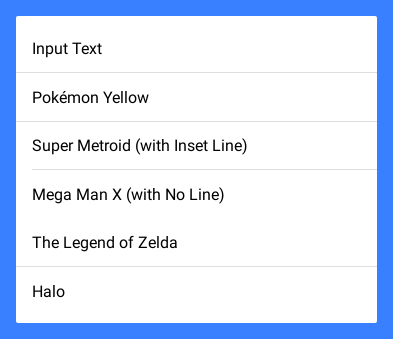 Input Text
Pokémon Yellow
Super Metroid (with Inset Line)
Mega Man X (with No Line)
The Legend of Zelda
Halo